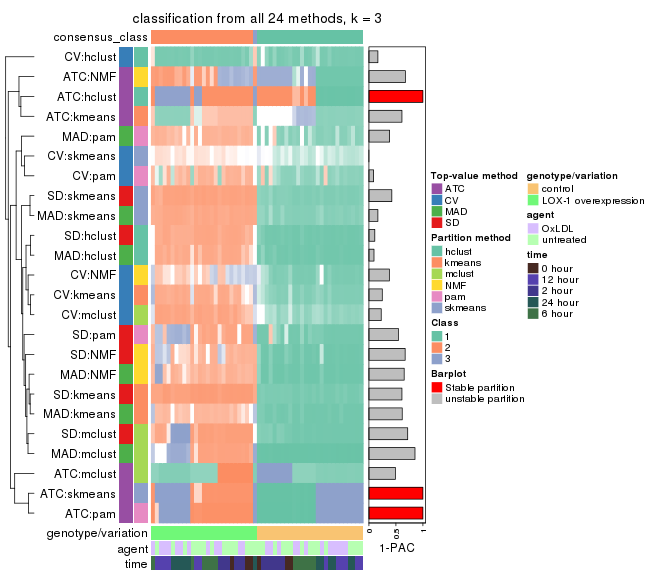 classification from all 24 methods, k = 3
consensus_class
CV:hclust
ATC:NMF
ATC:hclust
ATC:kmeans
MAD:pam
CV:skmeans
CV:pam
SD:skmeans
MAD:skmeans
SD:hclust
MAD:hclust
CV:NMF
CV:kmeans
CV:mclust
SD:pam
SD:NMF
MAD:NMF
SD:kmeans
MAD:kmeans
SD:mclust
MAD:mclust
ATC:mclust
ATC:skmeans
ATC:pam
genotype/variation
agent
time
0 0.5 1
1-PAC
Top-value method
ATC
CV
MAD
SD
Partition method
hclust
kmeans
mclust
NMF
pam
skmeans
Class
1
2
3
Barplot
Stable partition
unstable partition
genotype/variation
control
LOX-1 overexpression
agent
OxLDL
untreated
time
0 hour
12 hour
2 hour
24 hour
6 hour